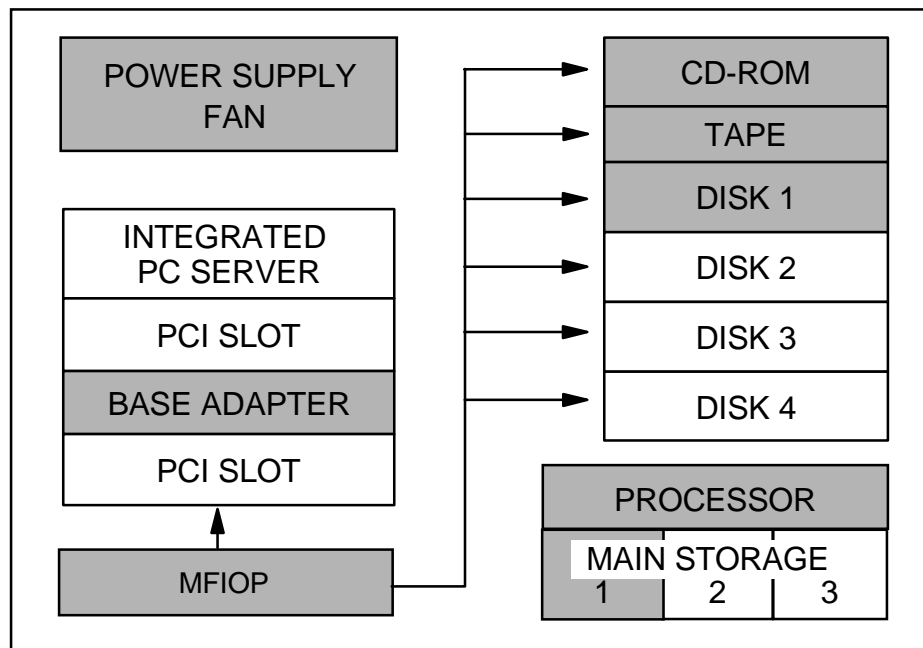 POWER SUPPLY
FAN
INTEGRATED
PC SERVER
PCI SLOT
BASE ADAPTER
PCI SLOT
MFIOP
CD-ROM
TAPE
DISK 1
DISK 2
DISK 3
DISK 4
PROCESSOR
MAIN STORAGE
1 2 3